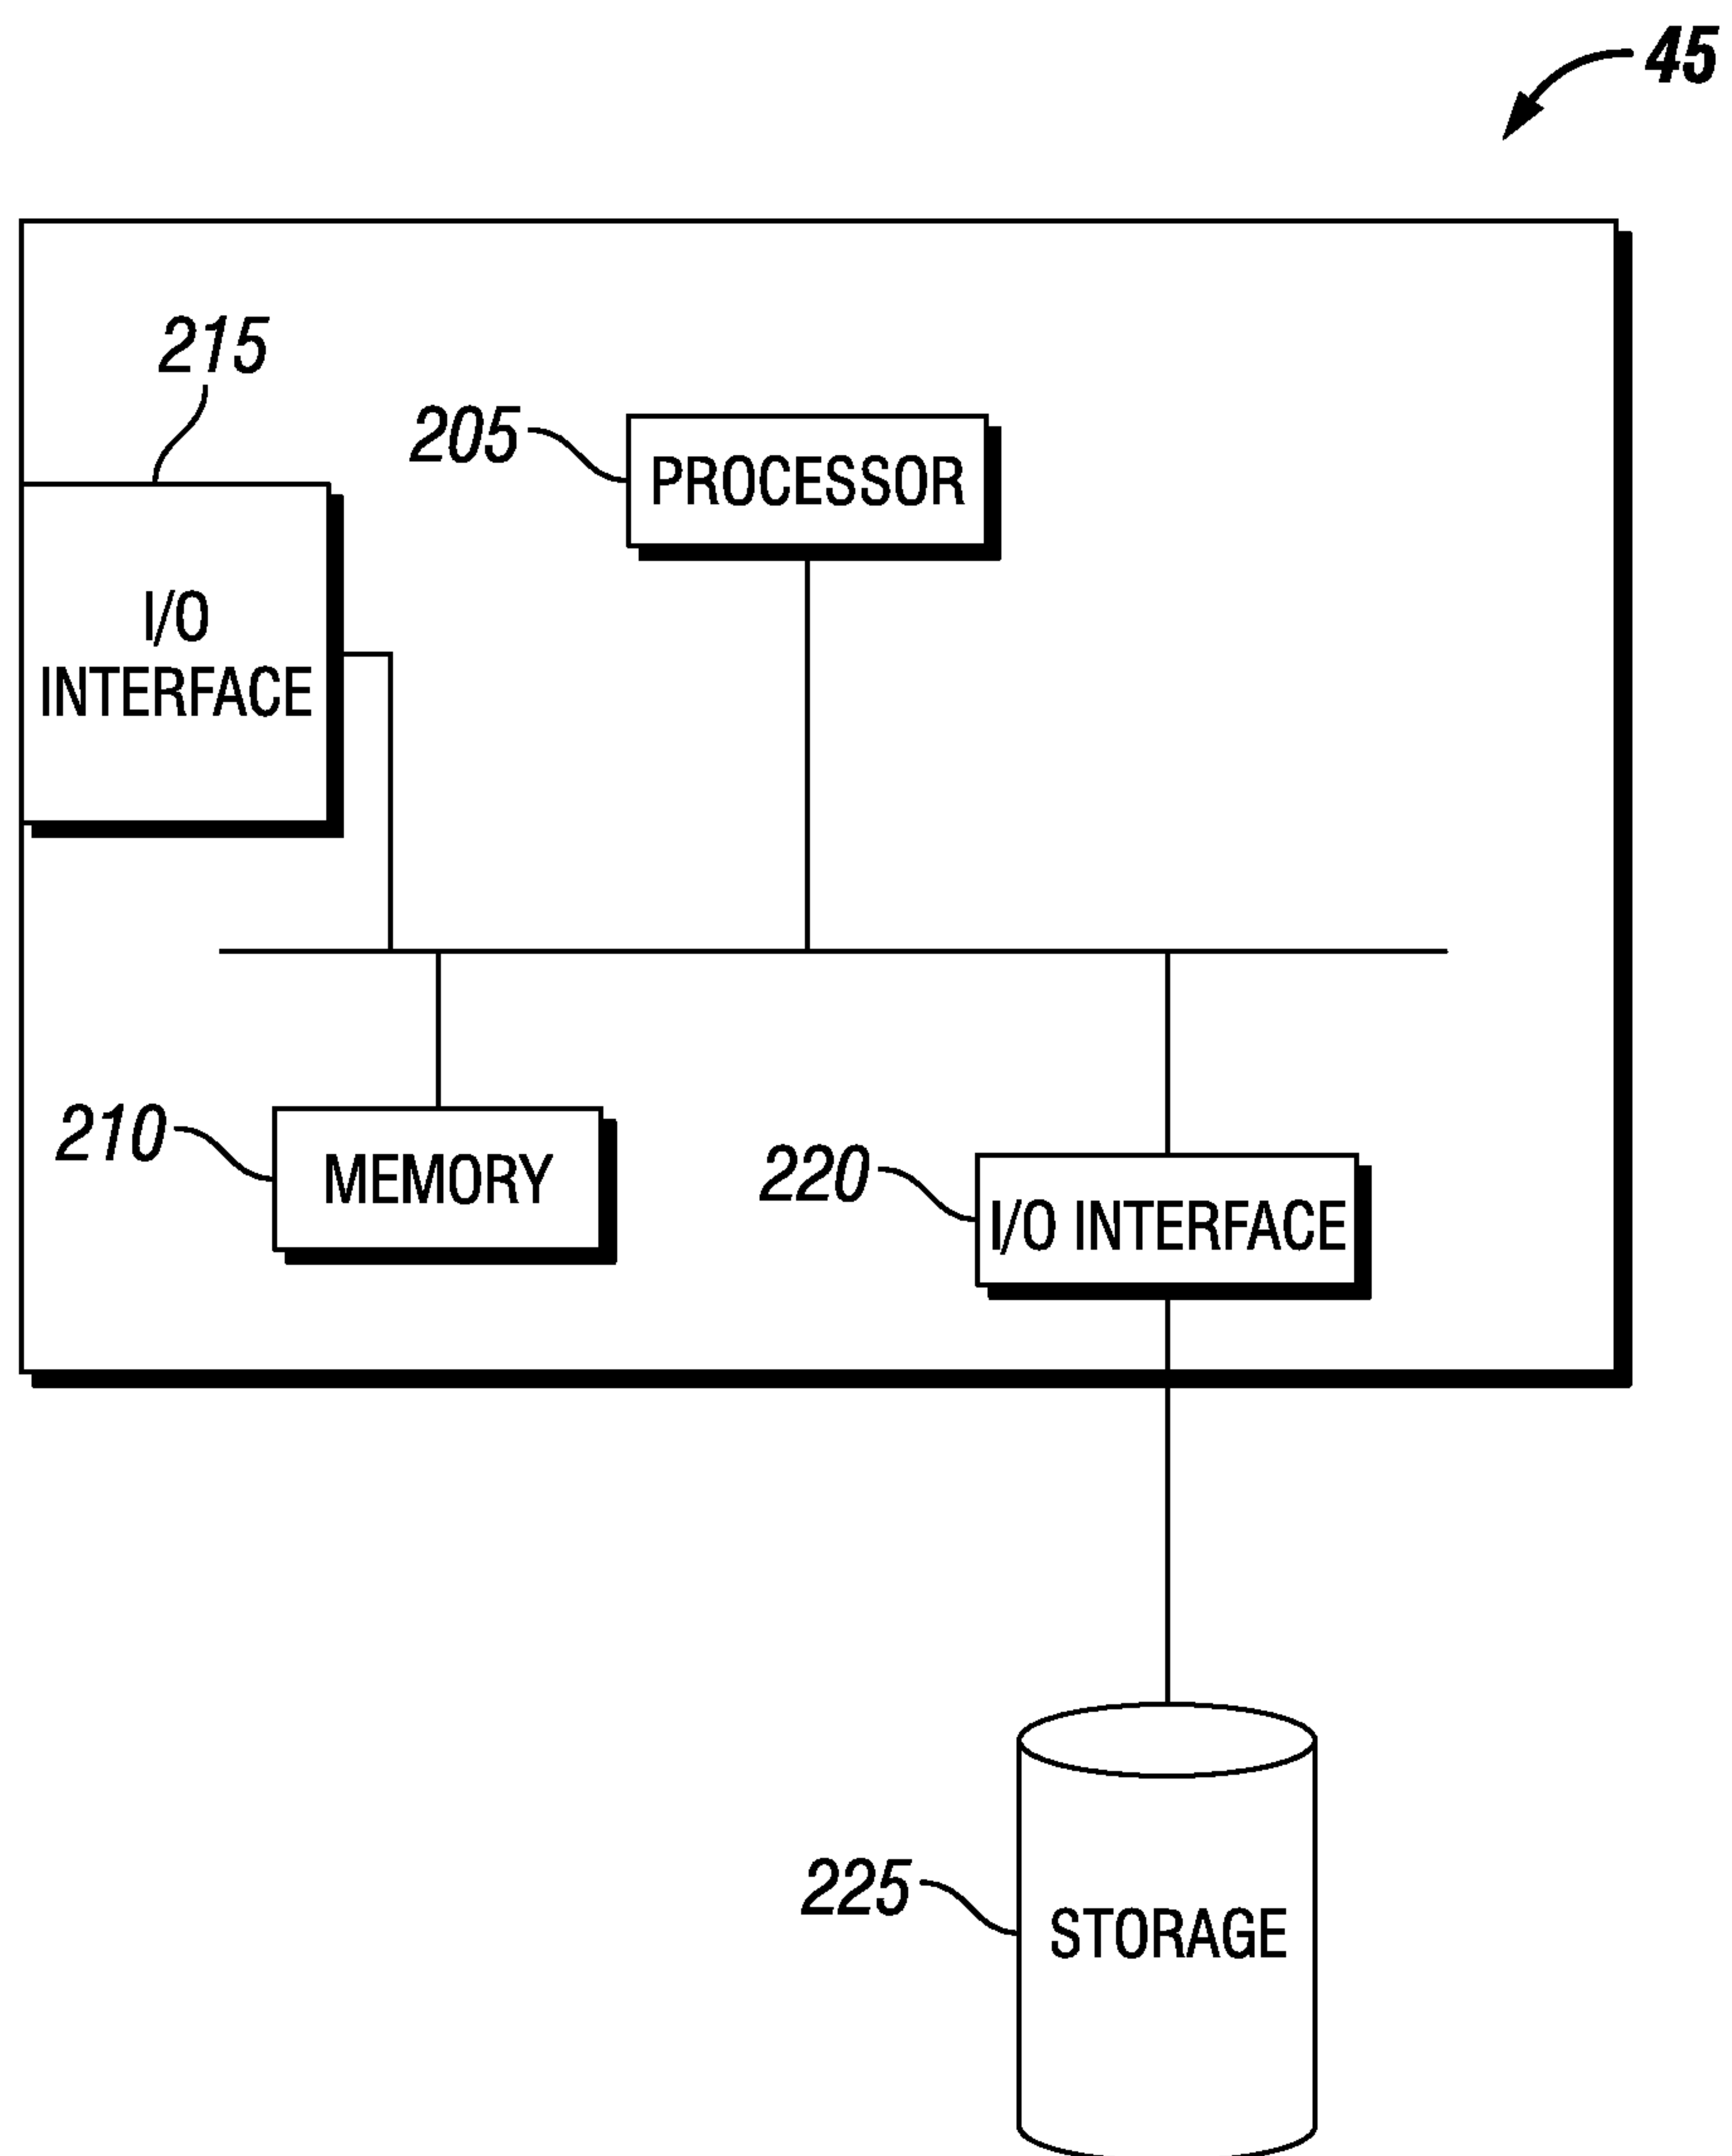 45
215
205
PROCESSOR
I/O
INTERFACE
210
MEMORY
220
I/O INTERFACE
225
STORAGE